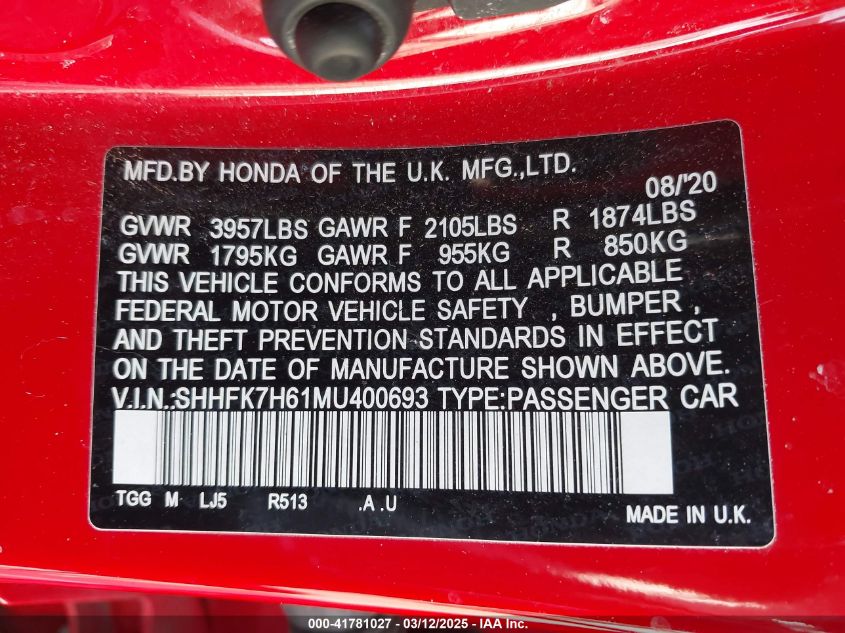 MFD.BY HONDA OF THE U.K. MFG.,LTD.
08/'20
GVWR 3957LBS GAWR F 2105LBS R 1874LBS
GVWR 1795KG GAWR F 955KG R 850KG
THIS VEHICLE CONFORMS TO ALL APPLICABLE
FEDERAL MOTOR VEHICLE SAFETY , BUMPER ,
AND THEFT PREVENTION STANDARDS IN EFFECT
ON THE DATE OF MANUFACTURE SHOWN ABOVE.
V.I.N.:SHHFK7H61MU400693 TYPE:PASSENGER CAR
TGG M LJ5 R513 .A .U
MADE IN U.K.
000-41781027 - 03/12/2025 - IAA Inc.